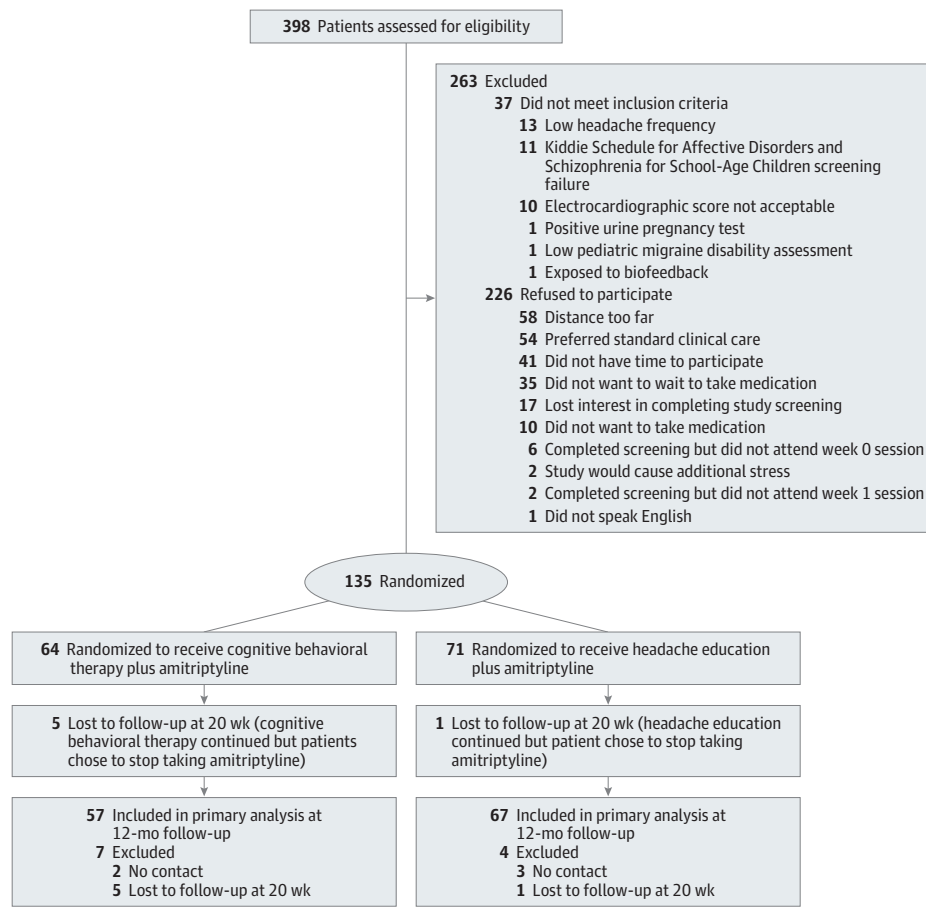 398 Patients assessed for eligibility
263 Excluded
37 Did not meet inclusion criteria
13 Low headache frequency
11 Kiddie Schedule for Affective Disorders and
Schizophrenia for School-Age Children screening
failure
10 Electrocardiographic score not acceptable
1 Positive urine pregnancy test
1 Low pediatric migraine disability assessment
1 Exposed to biofeedback
226 Refused to participate
58 Distance too far
54 Preferred standard clinical care
41 Did not have time to participate
35 Did not want to wait to take medication
17 Lost interest in completing study screening
10 Did not want to take medication
6 Completed screening but did not attend week 0 session
2 Study would cause additional stress
2 Completed screening but did not attend week 1 session
1 Did not speak English
135 Randomized
64 Randomized to receive cognitive behavioral
therapy plus amitriptyline
71 Randomized to receive headache education
plus amitriptyline
5 Lost to follow-up at 20 wk (cognitive
behavioral therapy continued but patients
chose to stop taking amitriptyline)
1 Lost to follow-up at 20 wk (headache education
continued but patient chose to stop taking
amitriptyline)
57 Included in primary analysis at
12-mo follow-up
7 Excluded
2 No contact
5 Lost to follow-up at 20 wk
67 Included in primary analysis at
12-mo follow-up
4 Excluded
3 No contact
1 Lost to follow-up at 20 wk